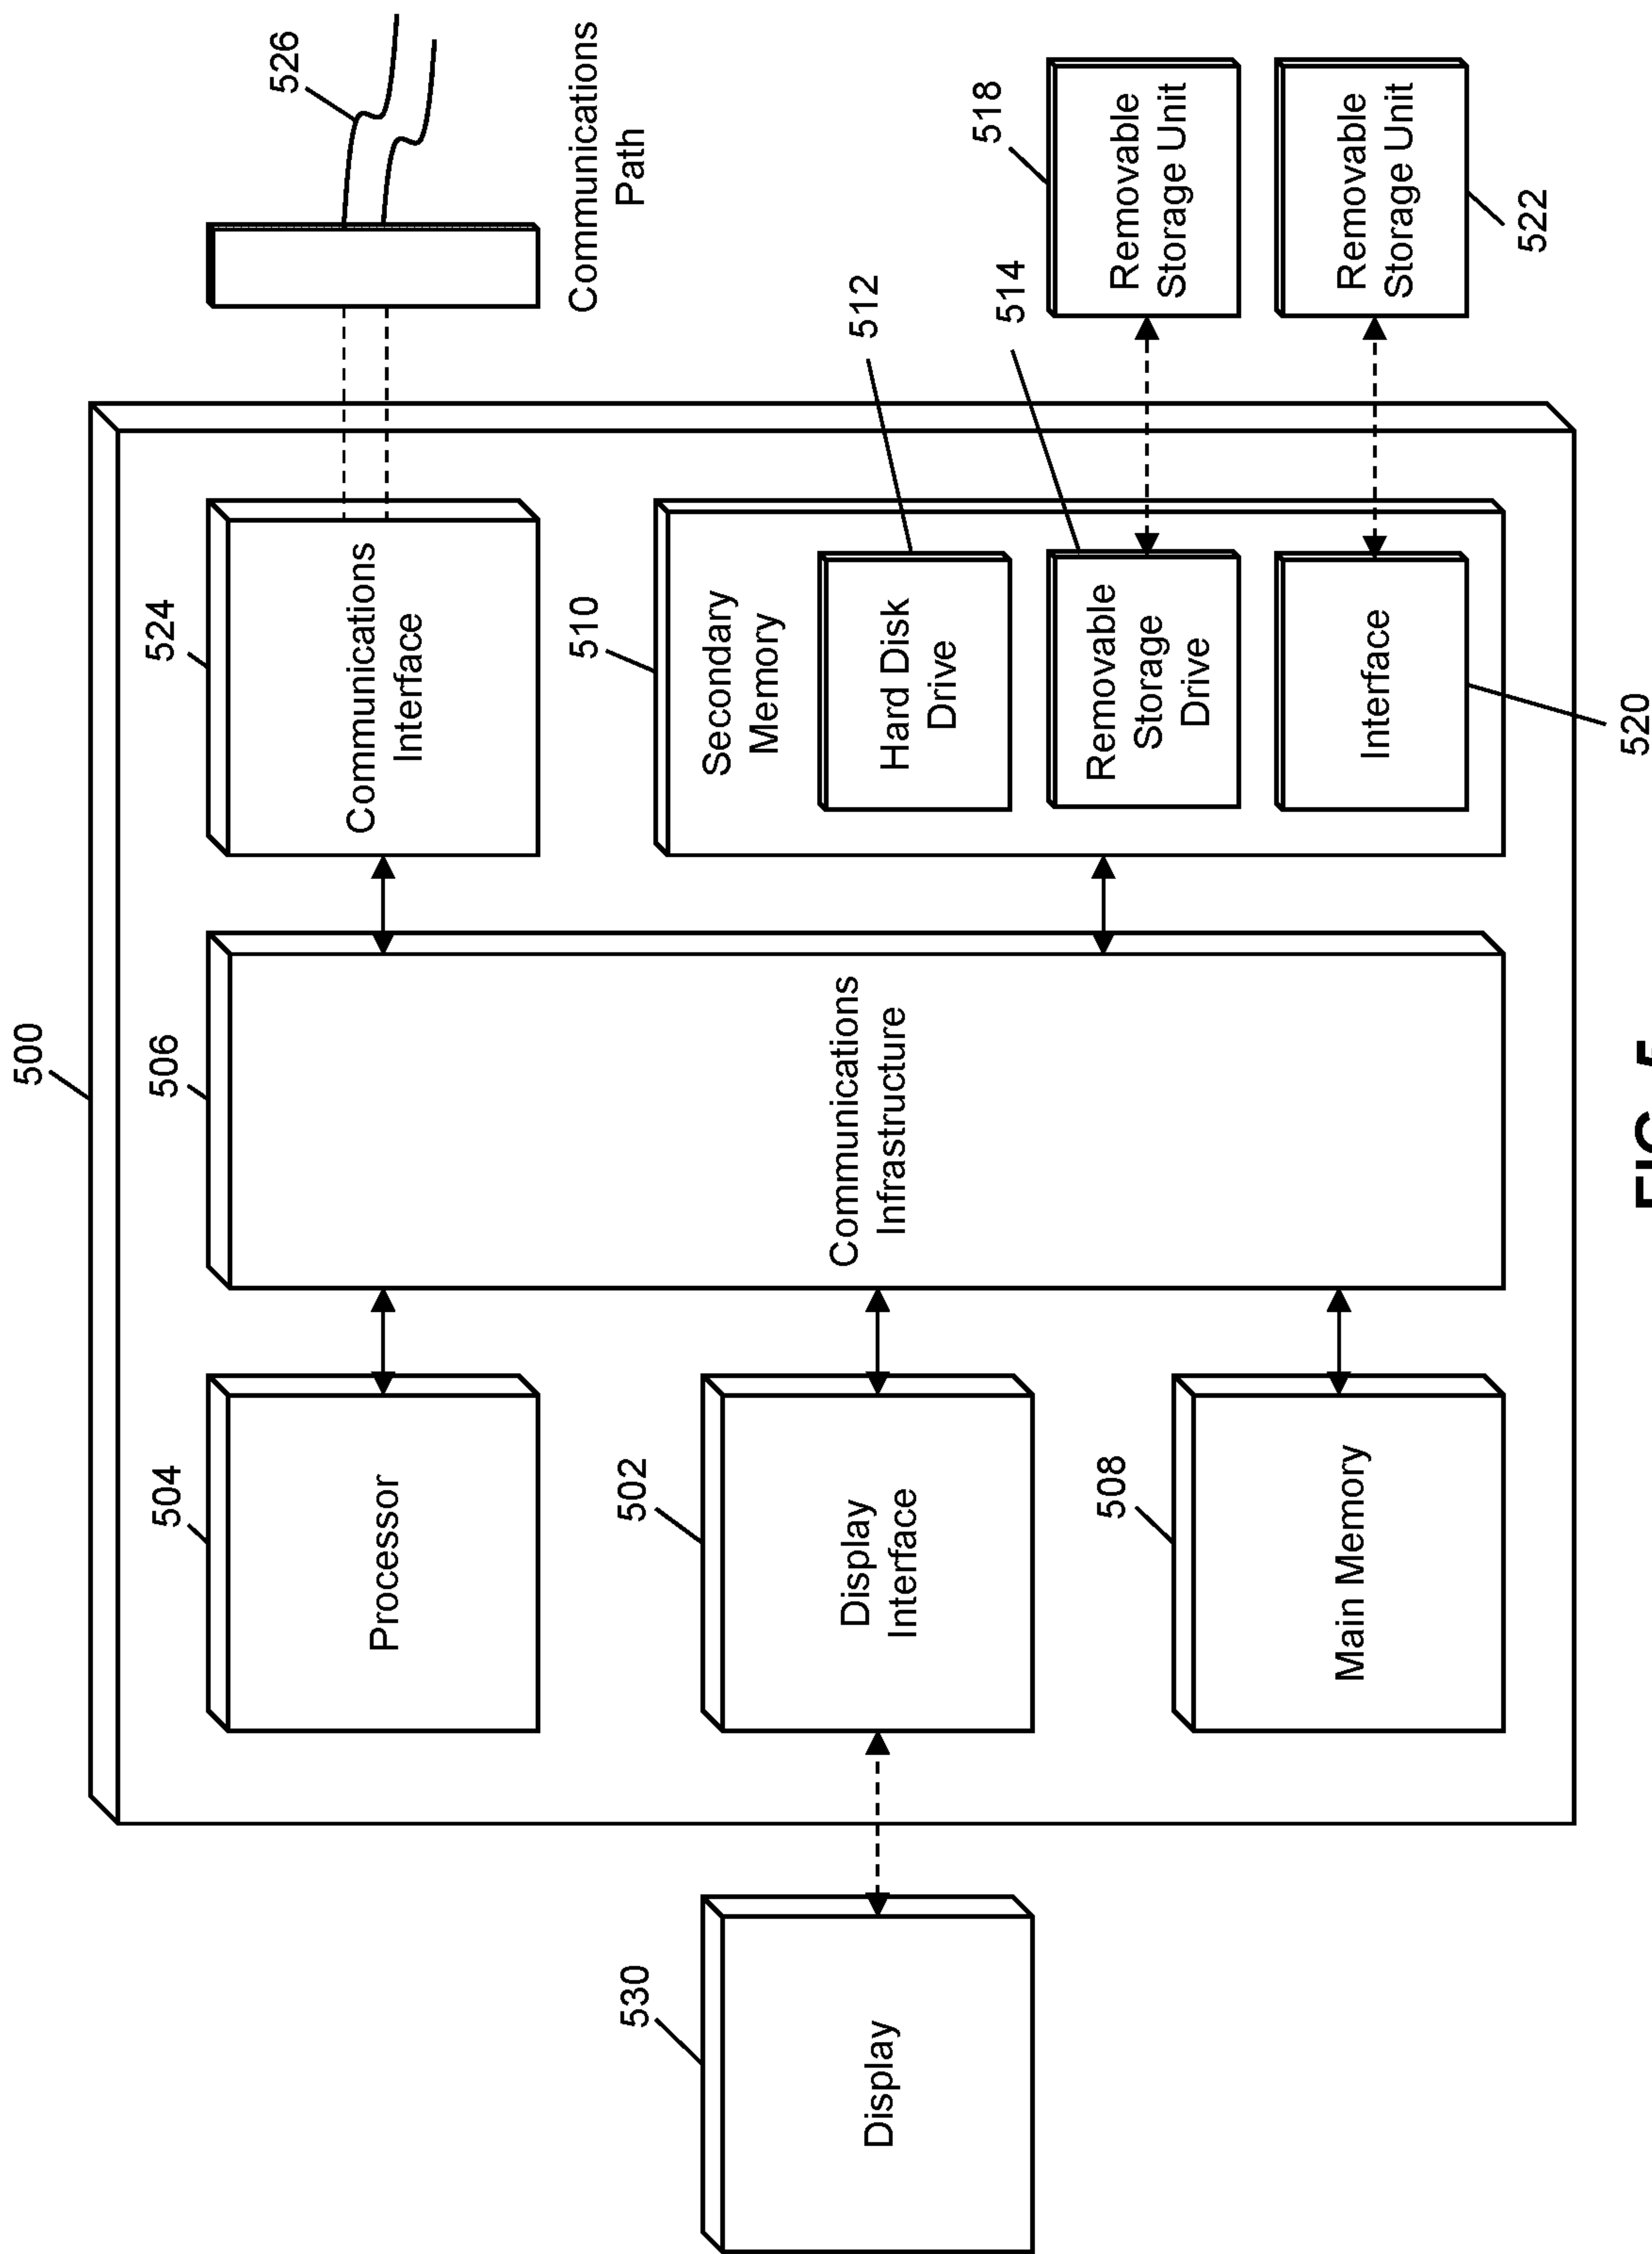 500
506
504
Processor
524
Communications
Interface
526
Communications
Path
530
Display
502
Display
Interface
Communications
Infrastructure
510
Secondary
Memory
512
Hard Disk
Drive
508
Main Memory
514
Removable
Storage
Drive
518
Removable
Storage Unit
Interface
520
Removable
Storage Unit
522
FIG. 5